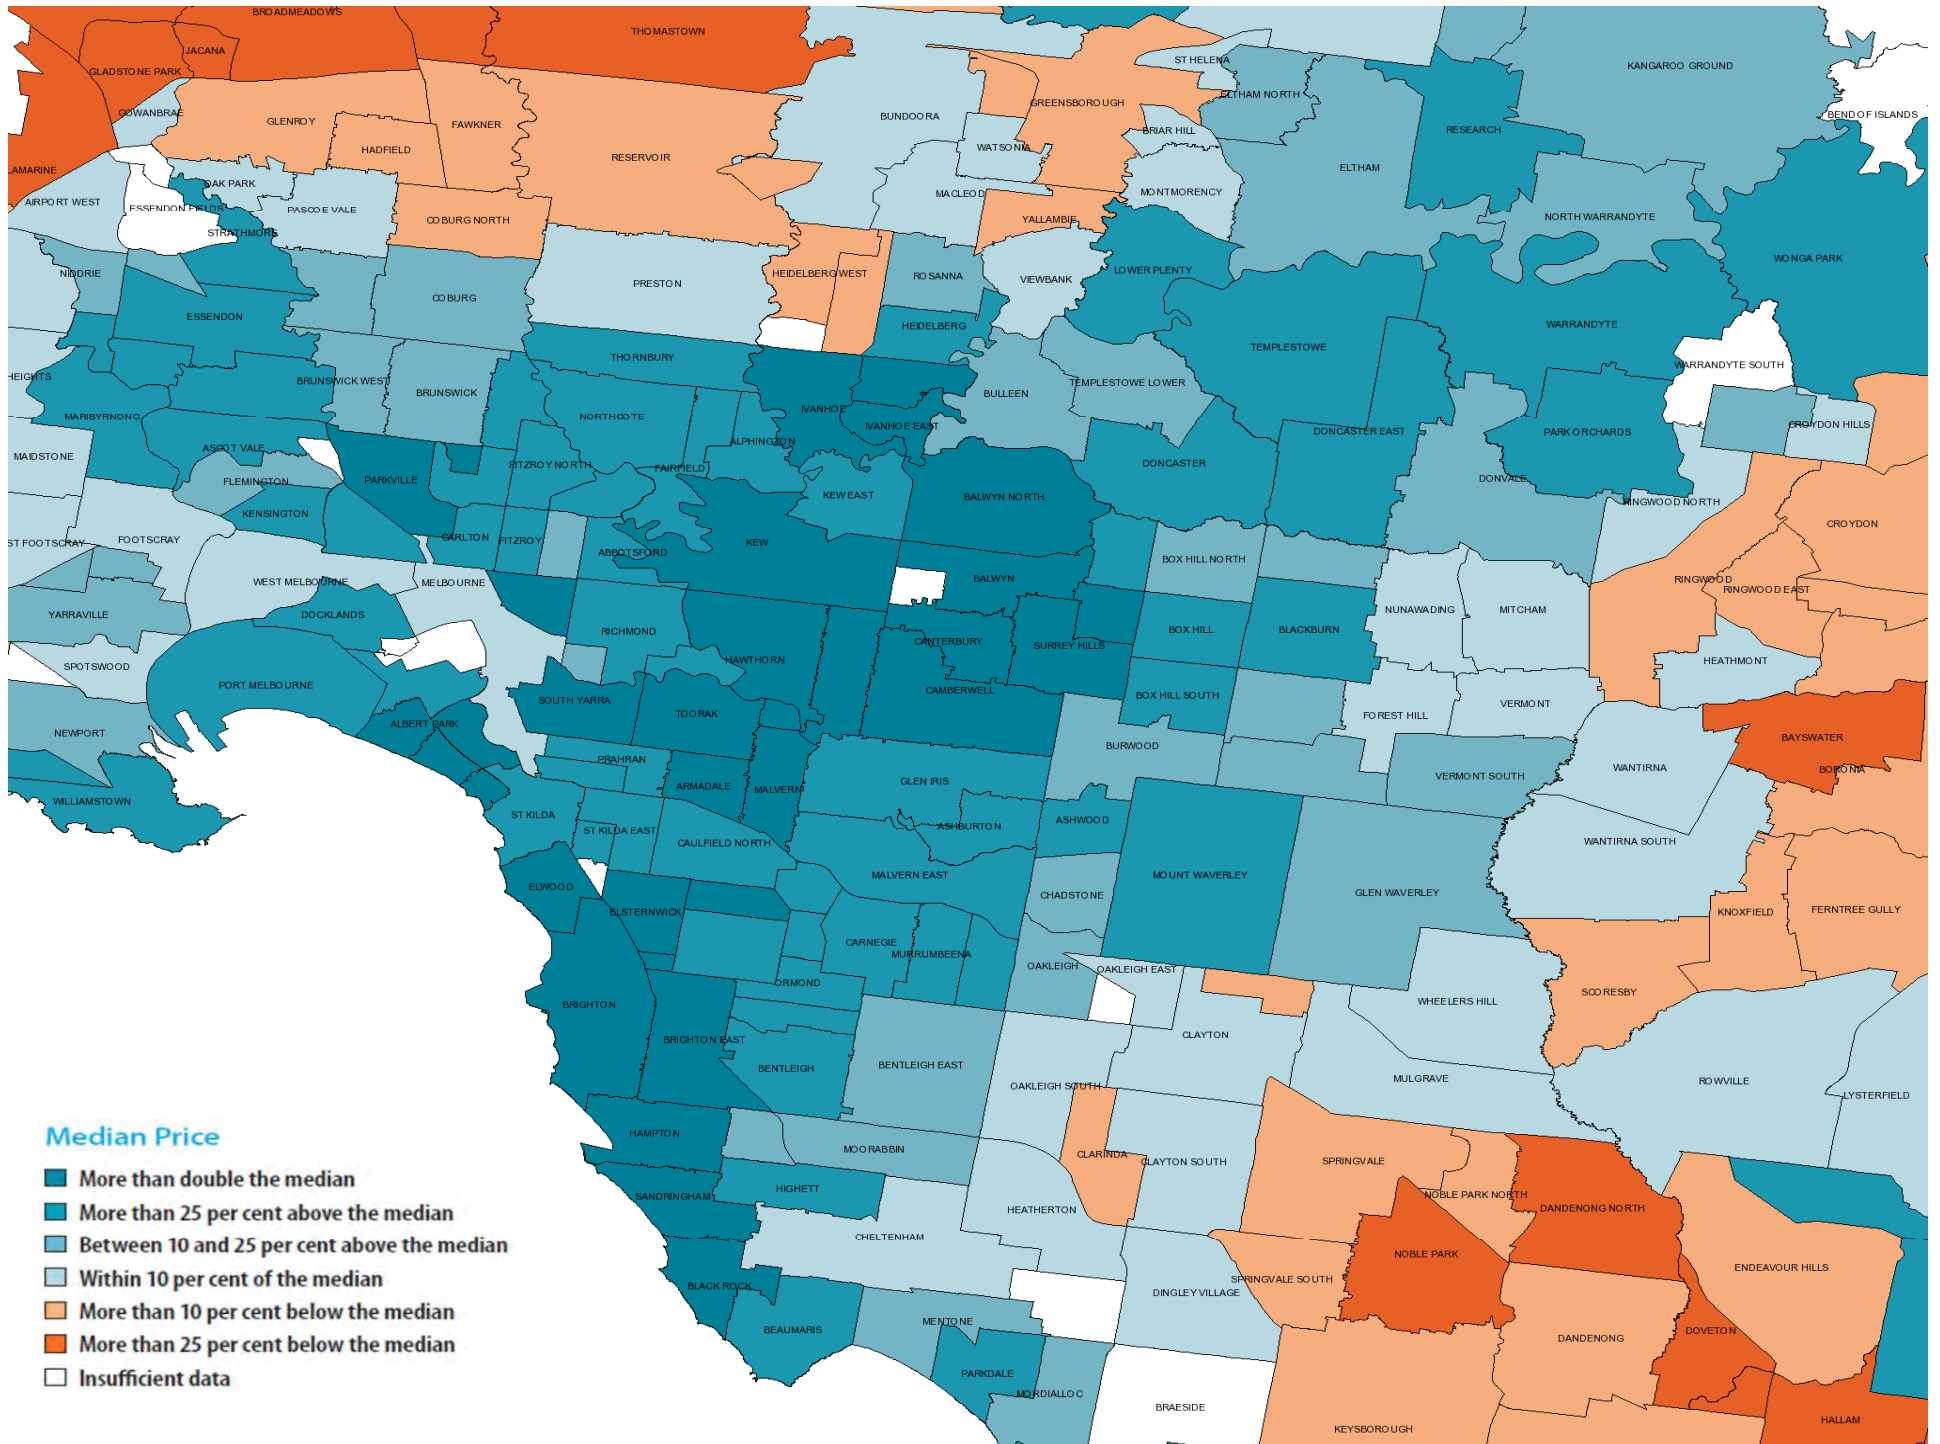 BROADMEADOWS
THOMASTOWN
JACANA
GLADSTONE PARK
ST HELENA
KANGAROO GROUND
ELTHAM NORTH
GREENSBOROUGH
GOWANBRAE
GLENROY
FAWKNER
BUNDOORA
BRIAR HILL
RESEARCH
BEND OF ISLANDS
HADFIELD
RESERVOIR
WATSONIA
ELTHAM
LAMARINE
OAK PARK
MACLEOD
MONTMORENCY
AIRPORT WEST
ESSENDON FIELDS
PASCOE VALE
COBURG NORTH
YALLAMBIE
NORTH WARRANDYTE
STRATHMORE
NIDDRIE
COBURG
PRESTON
HEIDELBERG WEST
ROSANNA
VIEWBANK
LOWER PLENTY
WONGA PARK
ESSENDON
HEIDELBERG
WARRANDYTE
THORNBURY
TEMPLESTOWE
WARRANDYTE SOUTH
HEIGHTS
BRUNSWICK WEST
BRUNSWICK
BULLEEN
TEMPLESTOWE LOWER
MARIBYRNONG
NORTHCOTE
IVANHOE
IVANHOE EAST
CROYDON HILLS
ASCOT VALE
ALPHINGTON
DONCASTER EAST
PARK ORCHARDS
MAIDSTONE
FITZROY NORTH
FAIRFIELD
DONCASTER
FLEMINGTON
PARKVILLE
KEW EAST
BALWYN NORTH
DONVALE
RINGWOOD NORTH
KENSINGTON
CROYDON
ST FOOTSCRAY
FOOTSCRAY
CARLTON
FITZROY
ABBOTSFORD
KEW
BOX HILL NORTH
WEST MELBOURNE
MELBOURNE
BALWYN
RINGWOOD
RINGWOOD EAST
YARRAVILLE
DOCKLANDS
RICHMOND
BOX HILL
BLACKBURN
NUNAWADING
MITCHAM
CANTERBURY
SURREY HILLS
SPOTSWOOD
HAWTHORN
HEATHMONT
PORT MELBOURNE
SOUTH YARRA
CAMBERWELL
BOX HILL SOUTH
TOORAK
FOREST HILL
VERMONT
NEWPORT
ALBERT PARK
BURWOOD
BAYSWATER
PRAHRAN
GLEN IRIS
VERMONT SOUTH
WANTIRNA
BORONIA
ARMADALE
MALVERN
WILLIAMSTOWN
ST KILDA
ST KILDA EAST
ASHBURTON
ASHWOOD
CAULFIELD NORTH
WANTIRNA SOUTH
ELWOOD
MALVERN EAST
CHADSTONE
MOUNT WAVERLEY
GLEN WAVERLEY
ELSTERNWICK
KNOXFIELD
FERNTREE GULLY
CARNEGIE
MURRUMBEENA
OAKLEIGH
OAKLEIGH EAST
ORMOND
SCORESBY
BRIGHTON
WHEELERS HILL
BRIGHTON EAST
CLAYTON
BENTLEIGH
BENTLEIGH EAST
OAKLEIGH SOUTH
MULGRAVE
ROWVILLE
LYSTERFIELD
HAMPTON
MOORABBIN
CLARINDA
CLAYTON SOUTH
SPRINGVALE
SANDRINGHAM
HIGHETT
HEATHERTON
NOBLE PARK NORTH
DANDENONG NORTH
CHELTENHAM
NOBLE PARK
ENDEAVOUR HILLS
BLACK ROCK
DINGLEY VILLAGE
SPRINGVALE SOUTH
BEAUMARIS
MENTONE
DANDENONG
DOVETON
PARKDALE
MORDIALLOC
BRAESIDE
KEYSBOROUGH
HALLAM
Median Price
More than double the median
More than 25 per cent above the median
Between 10 and 25 per cent above the median
Within 10 per cent of the median
More than 10 per cent below the median
More than 25 per cent below the median
Insufficient data